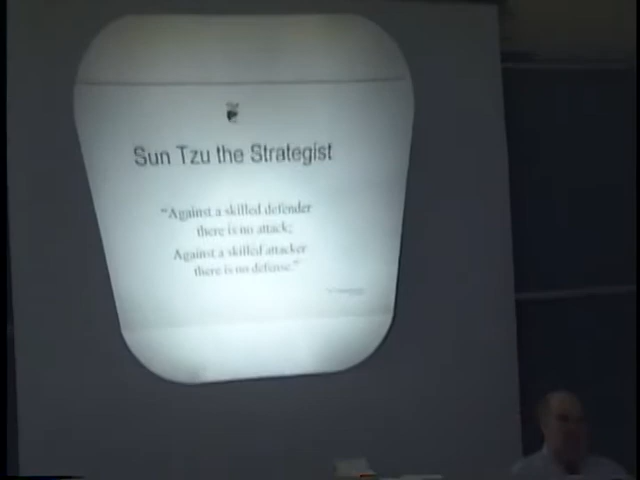 Sun Tzu the Strategist
“Against a skilled defender
there is no attack;
Against a skilled attacker
there is no defense.”